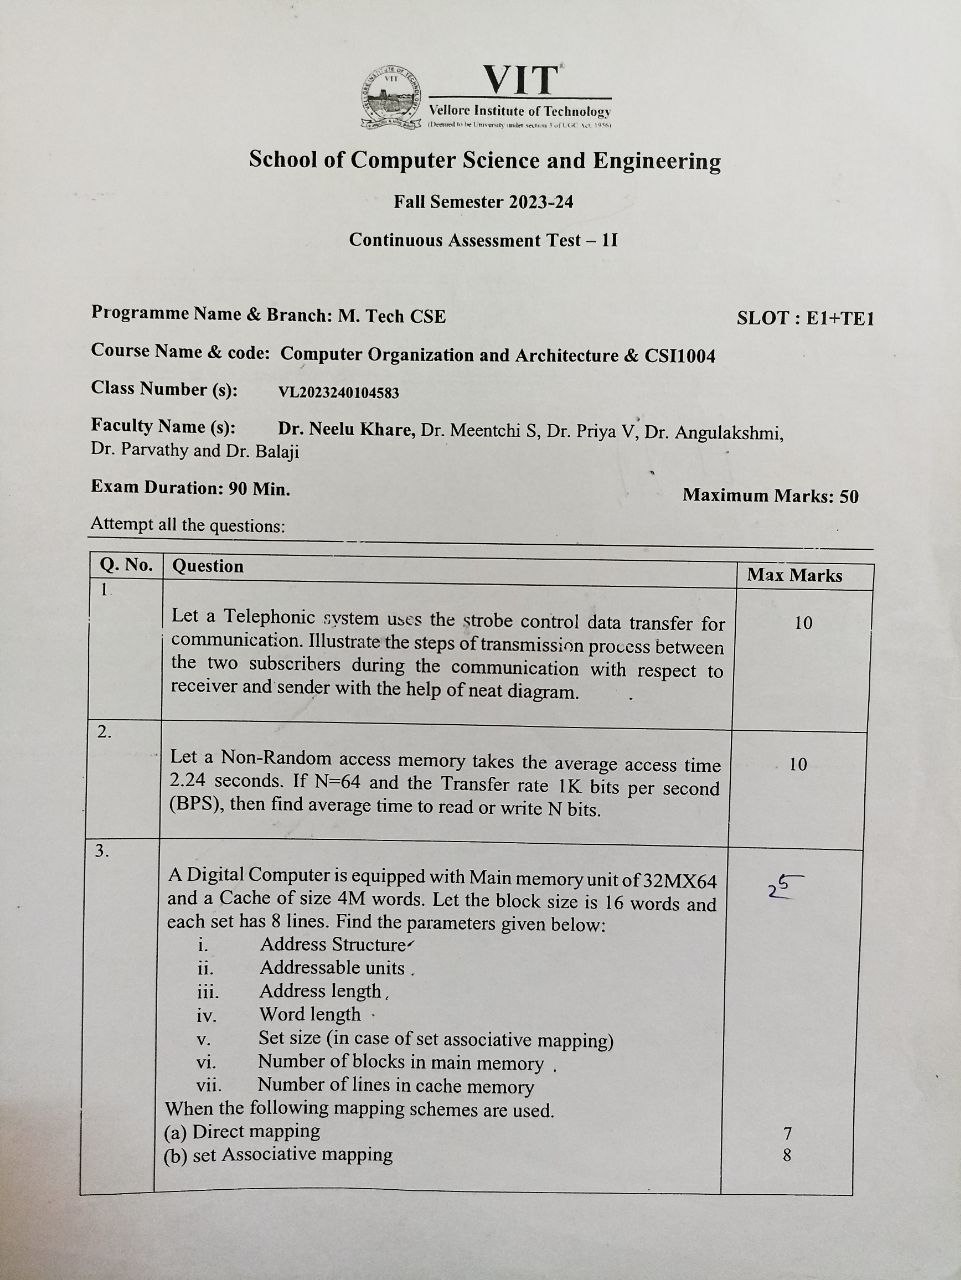 VIT
VIT
Vellore Institute of Technology
(Deemed to be University under section 3 of UGC Act, 1956)
School of Computer Science and Engineering
Fall Semester 2023-24
Continuous Assessment Test – 1I
Programme Name & Branch: M. Tech CSE SLOT : E1+TE1
Course Name & code: Computer Organization and Architecture & CSI1004
Class Number (s): VL2023240104583
Faculty Name (s): Dr. Neelu Khare, Dr. Meentchi S, Dr. Priya V, Dr. Angulakshmi,
Dr. Parvathy and Dr. Balaji
Exam Duration: 90 Min. Maximum Marks: 50
Attempt all the questions:
Q. No. Question Max Marks
1.
Let a Telephonic system uses the strobe control data transfer for 10
communication. Illustrate the steps of transmission process between
the two subscribers during the communication with respect to
receiver and sender with the help of neat diagram.
2.
Let a Non-Random access memory takes the average access time 10
2.24 seconds. If N=64 and the Transfer rate 1K bits per second
(BPS), then find average time to read or write N bits.
3.
A Digital Computer is equipped with Main memory unit of 32MX64 25
and a Cache of size 4M words. Let the block size is 16 words and
each set has 8 lines. Find the parameters given below:
i. Address Structure
ii. Addressable units
iii. Address length
iv. Word length
v. Set size (in case of set associative mapping)
vi. Number of blocks in main memory
vii. Number of lines in cache memory
When the following mapping schemes are used.
(a) Direct mapping 7
(b) set Associative mapping 8